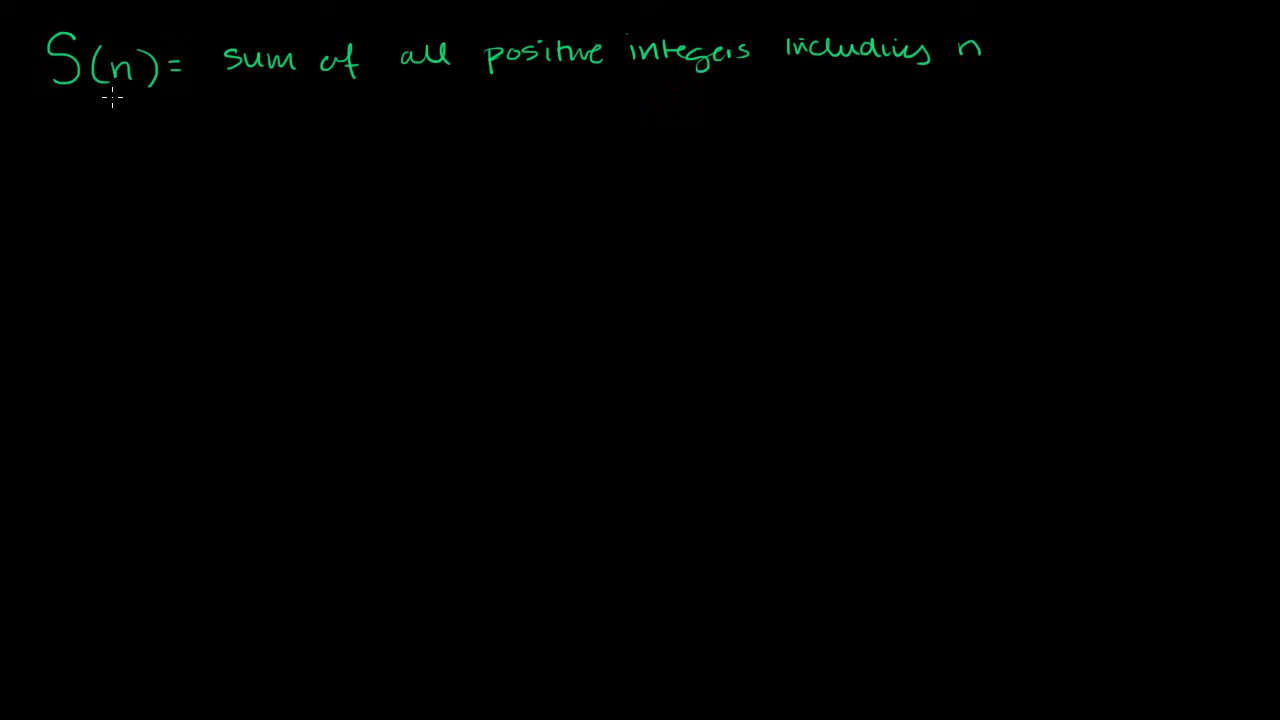 S(n) = sum of all positive integers including n